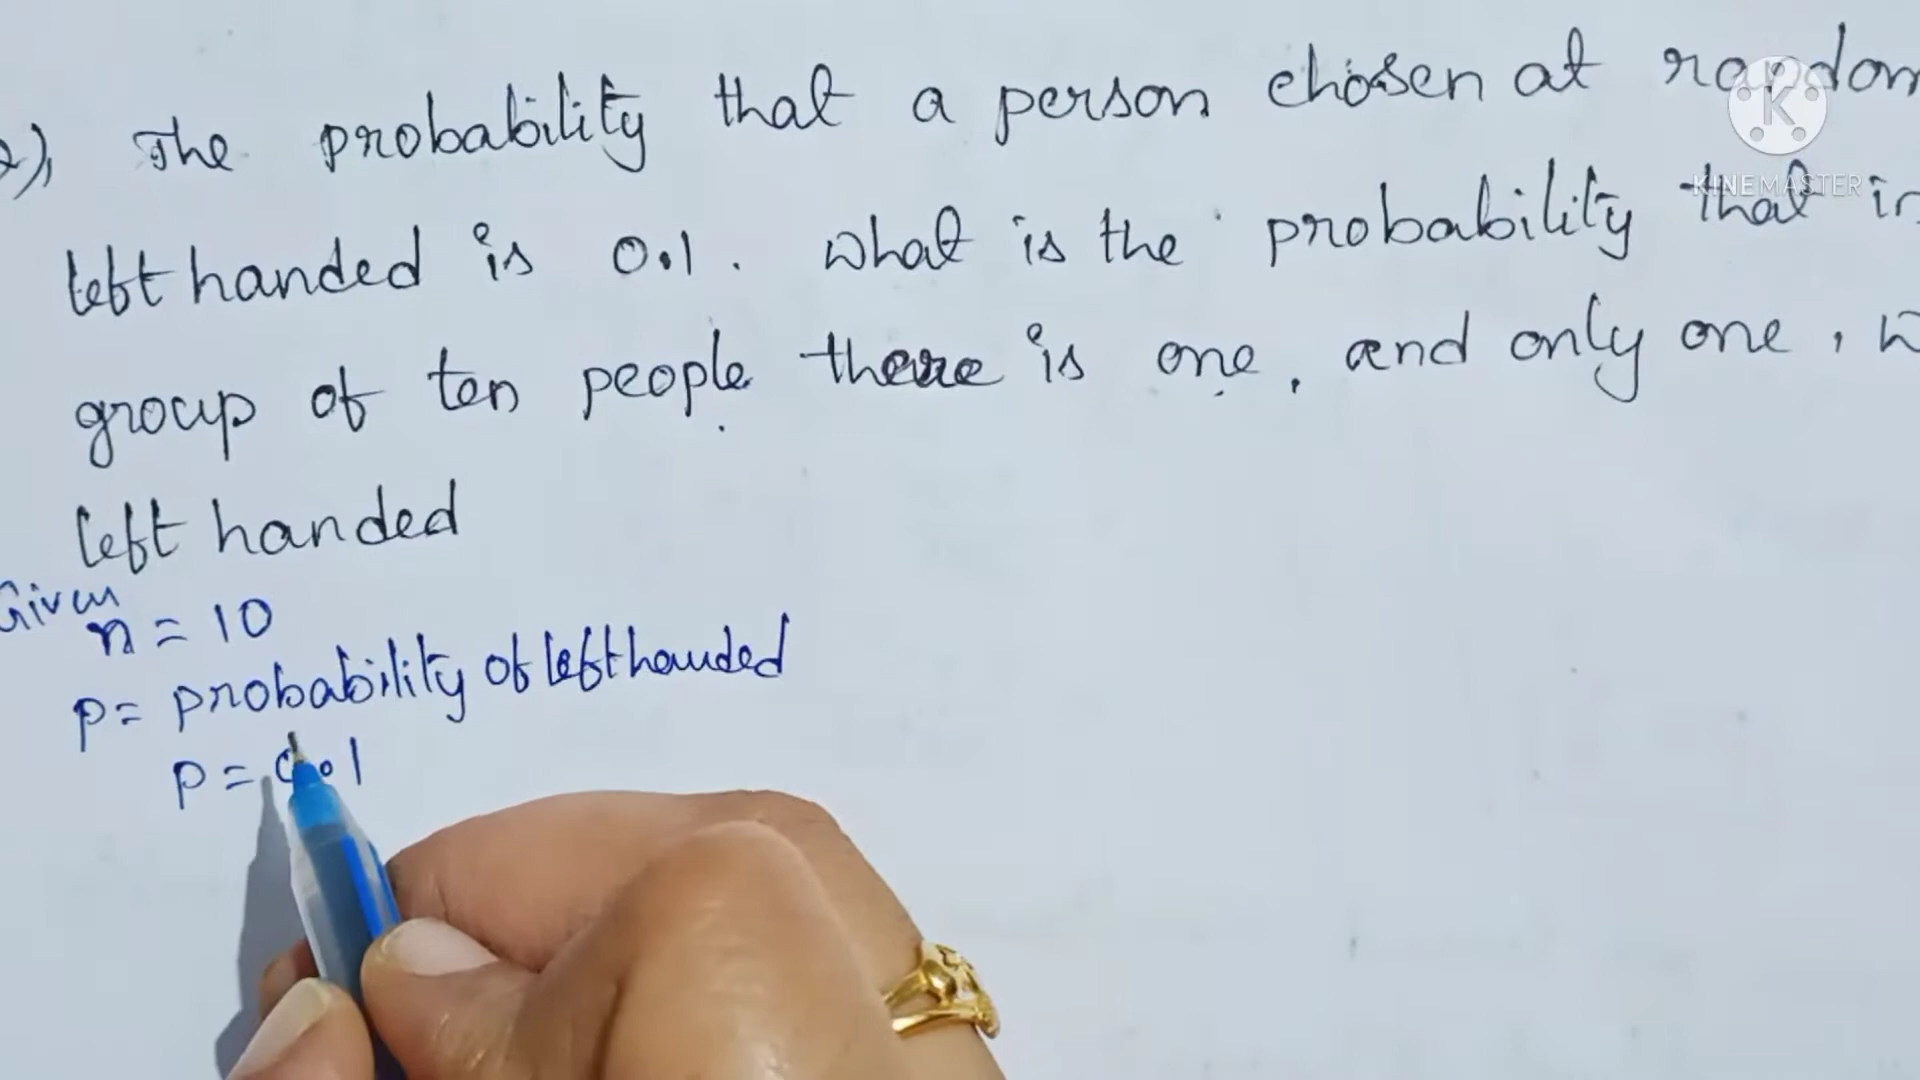 2), The probability that a person chosen at random
left handed is 0.1. What is the probability that in
group of ten people there is one, and only one, w
left handed
Given
n = 10
p = probability of left handed
p = 0.1
K
KINEMASTER